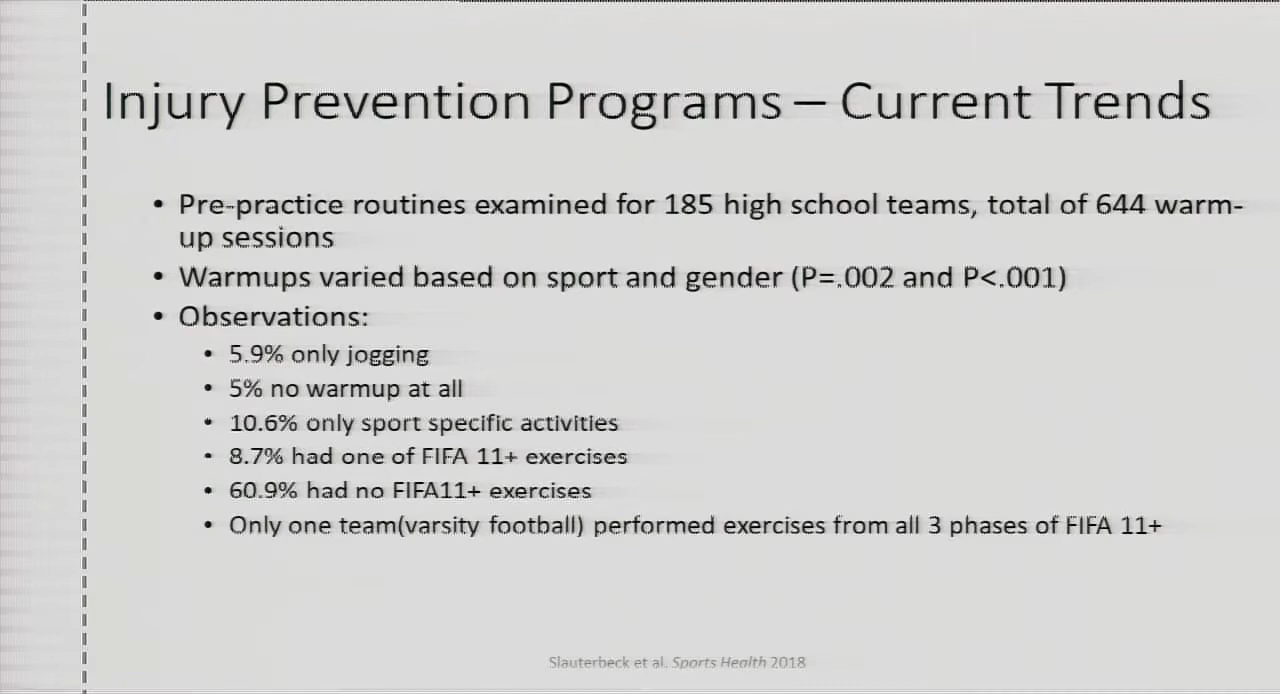 Injury Prevention Programs – Current Trends
• Pre-practice routines examined for 185 high school teams, total of 644 warm-
up sessions
• Warmups varied based on sport and gender (P=.002 and P<.001)
• Observations:
• 5.9% only jogging
• 5% no warmup at all
• 10.6% only sport specific activities
• 8.7% had one of FIFA 11+ exercises
• 60.9% had no FIFA11+ exercises
• Only one team(varsity football) performed exercises from all 3 phases of FIFA 11+
Slauterbeck et al. Sports Health 2018